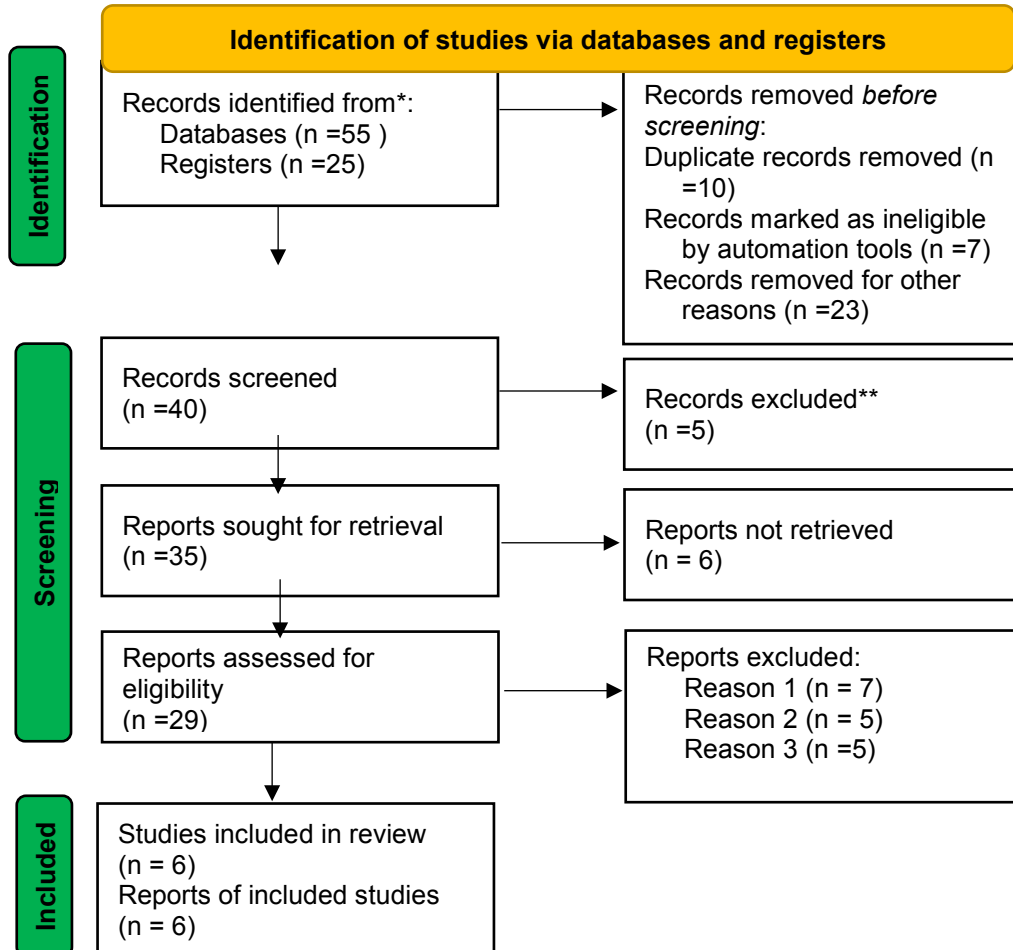 Identification of studies via databases and registers
Identification
Records identified from*:
Databases (n =55 )
Registers (n =25)
Records removed before
screening:
Duplicate records removed (n
=10)
Records marked as ineligible
by automation tools (n =7)
Records removed for other
reasons (n =23)
Screening
Records screened
(n =40)
Records excluded**
(n =5)
Reports sought for retrieval
(n =35)
Reports not retrieved
(n = 6)
Reports assessed for
eligibility
(n =29)
Reports excluded:
Reason 1 (n = 7)
Reason 2 (n = 5)
Reason 3 (n =5)
Included
Studies included in review
(n = 6)
Reports of included studies
(n = 6)